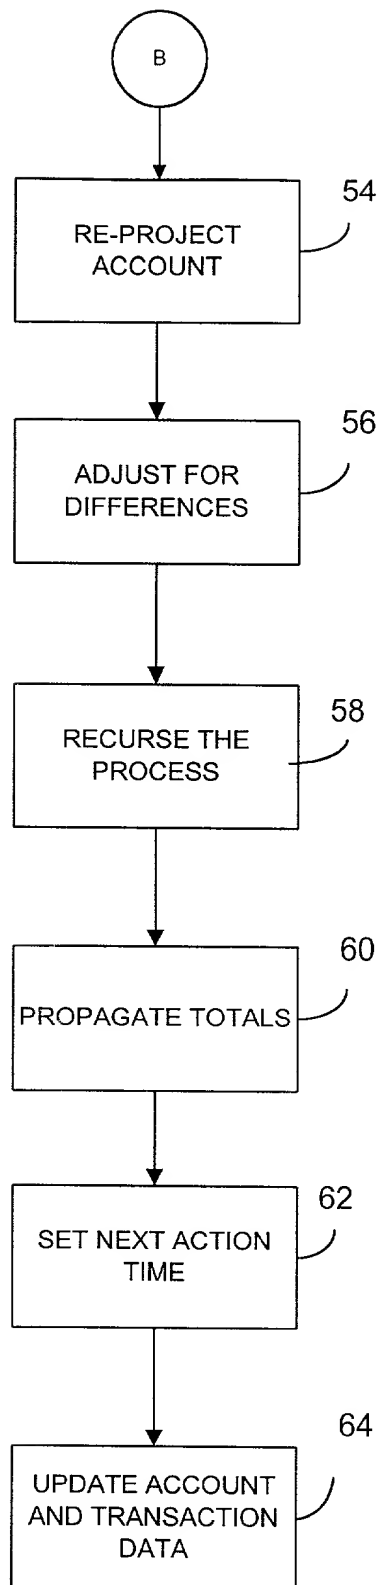 B
54
RE-PROJECT
ACCOUNT
56
ADJUST FOR
DIFFERENCES
58
RECURSE THE
PROCESS
60
PROPAGATE TOTALS
62
SET NEXT ACTION
TIME
64
UPDATE ACCOUNT
AND TRANSACTION
DATA